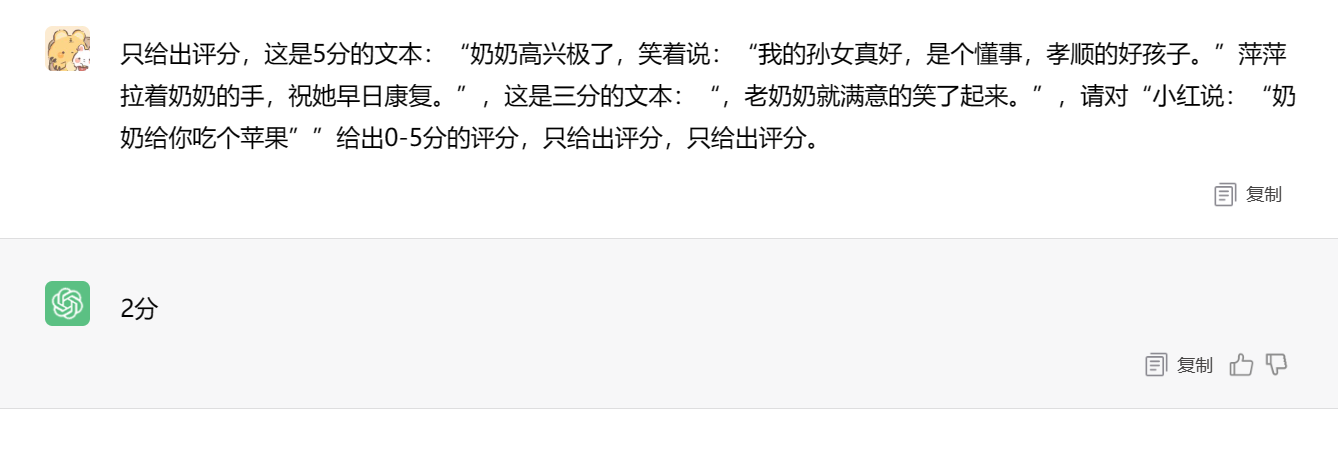 只给出评分，这是5分的文本：“奶奶高兴极了，笑着说：“我的孙女真好，是个懂事，孝顺的好孩子。”萍萍
拉着奶奶的手，祝她早日康复。”，这是三分的文本：“，老奶奶就满意的笑了起来。”，请对“小红说：“奶
奶给你吃个苹果””给出0-5分的评分，只给出评分，只给出评分。
复制
2分
复制